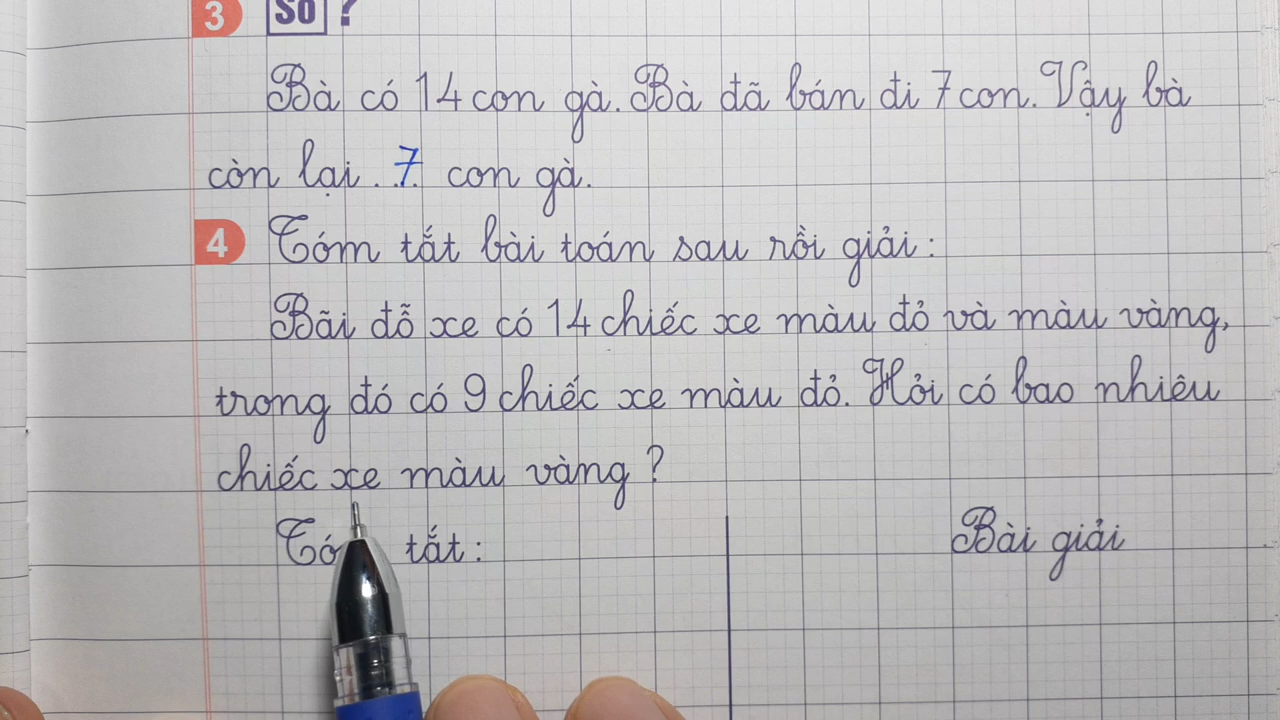 3 Số ?
Bà có 14 con gà. Bà đã bán đi 7 con. Vậy bà
còn lại .7. con gà.
4 Tóm tắt bài toán sau rồi giải:
Bãi đỗ xe có 14 chiếc xe màu đỏ và màu vàng,
trong đó có 9 chiếc xe màu đỏ. Hỏi có bao nhiêu
chiếc xe màu vàng?
Tó tắt: Bài giải